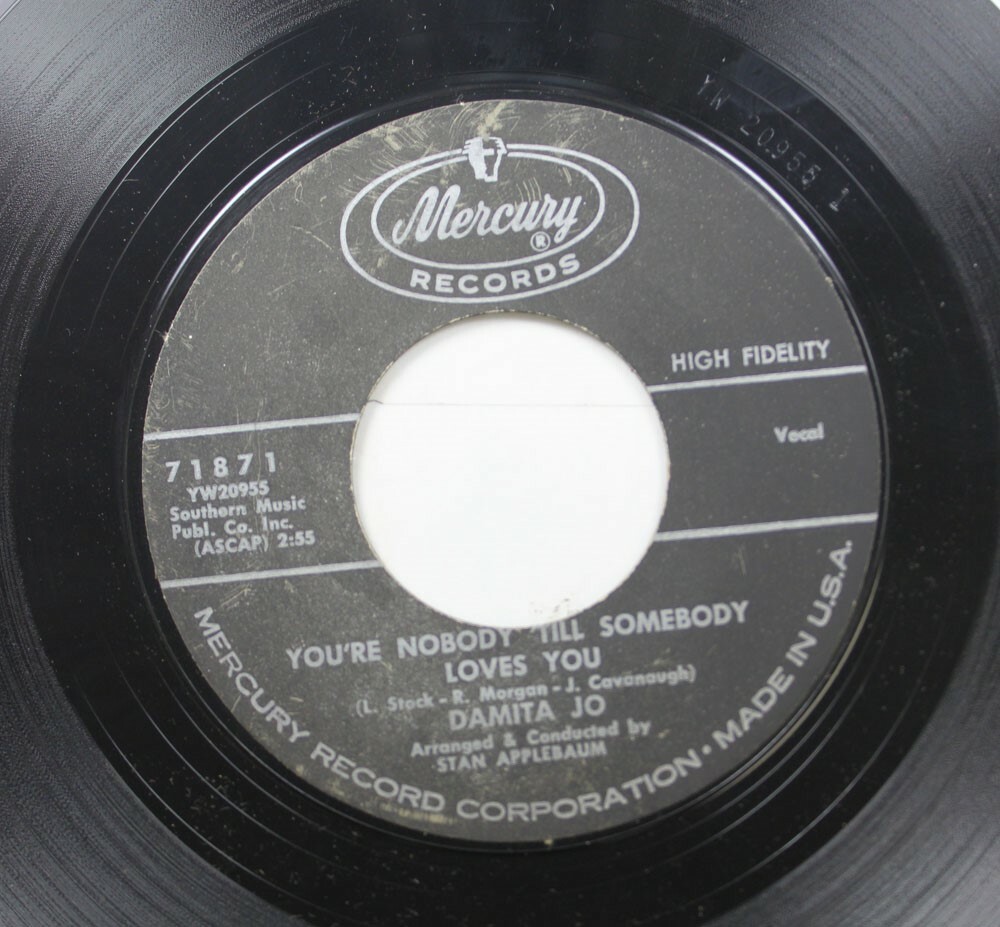 YW 20955 1
Mercury
®
RECORDS
HIGH FIDELITY
Vocal
71871
YW20955
Southern Music
Publ. Co. Inc.
(ASCAP) 2:55
YOU'RE NOBODY 'TILL SOMEBODY
LOVES YOU
(L. Stock - R. Morgan - J. Cavanaugh)
DAMITA JO
Arranged & Conducted by
STAN APPLEBAUM
MERCURY RECORD CORPORATION • MADE IN U.S.A.